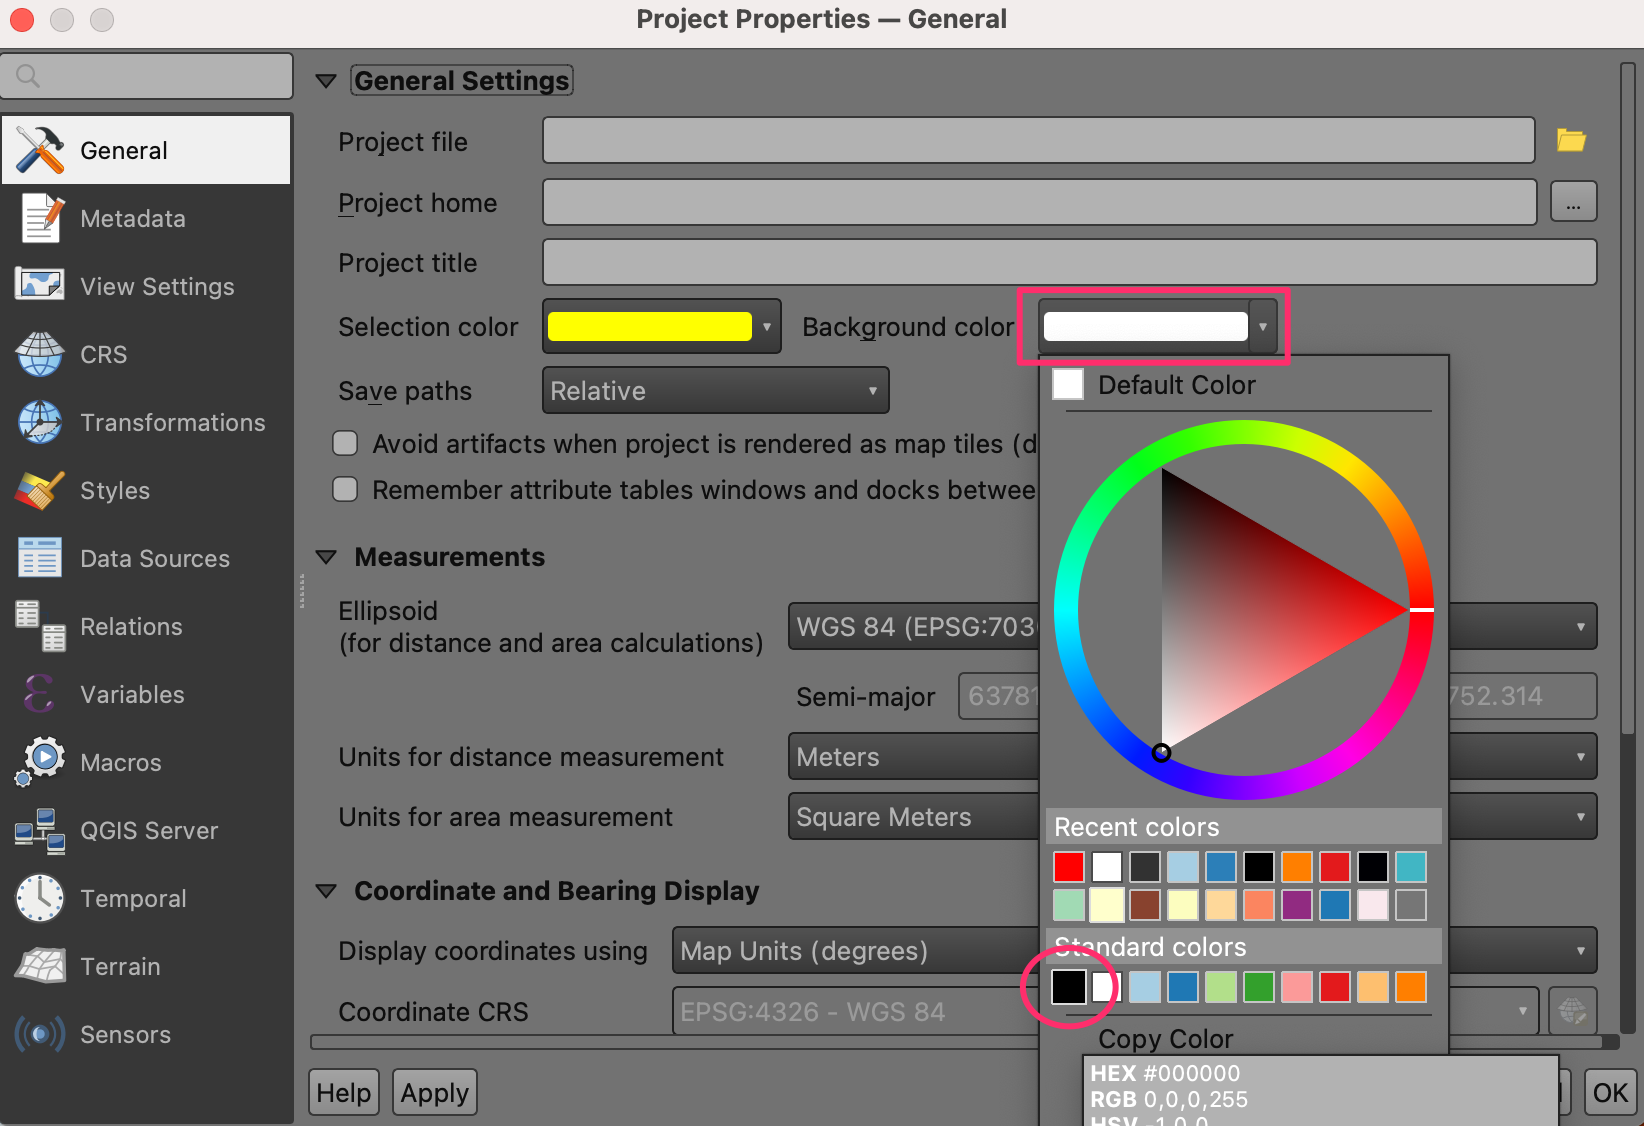 Project Properties — General
General
Metadata
View Settings
CRS
Transformations
Styles
Data Sources
Relations
Variables
Macros
QGIS Server
Temporal
Terrain
Sensors
General Settings
Project file
Project home
...
Project title
Selection color
Background color
Save paths
Relative
Avoid artifacts when project is rendered as map tiles (d
Remember attribute tables windows and docks betwee
Measurements
Ellipsoid
(for distance and area calculations)
WGS 84 (EPSG:703
Semi-major
6378
752.314
Units for distance measurement
Meters
Units for area measurement
Square Meters
Coordinate and Bearing Display
Display coordinates using
Map Units (degrees)
Coordinate CRS
EPSG:4326 - WGS 84
Default Color
Recent colors
Standard colors
Copy Color
HEX #000000
RGB 0,0,0,255
HSV -1,0,0
Help
Apply
OK